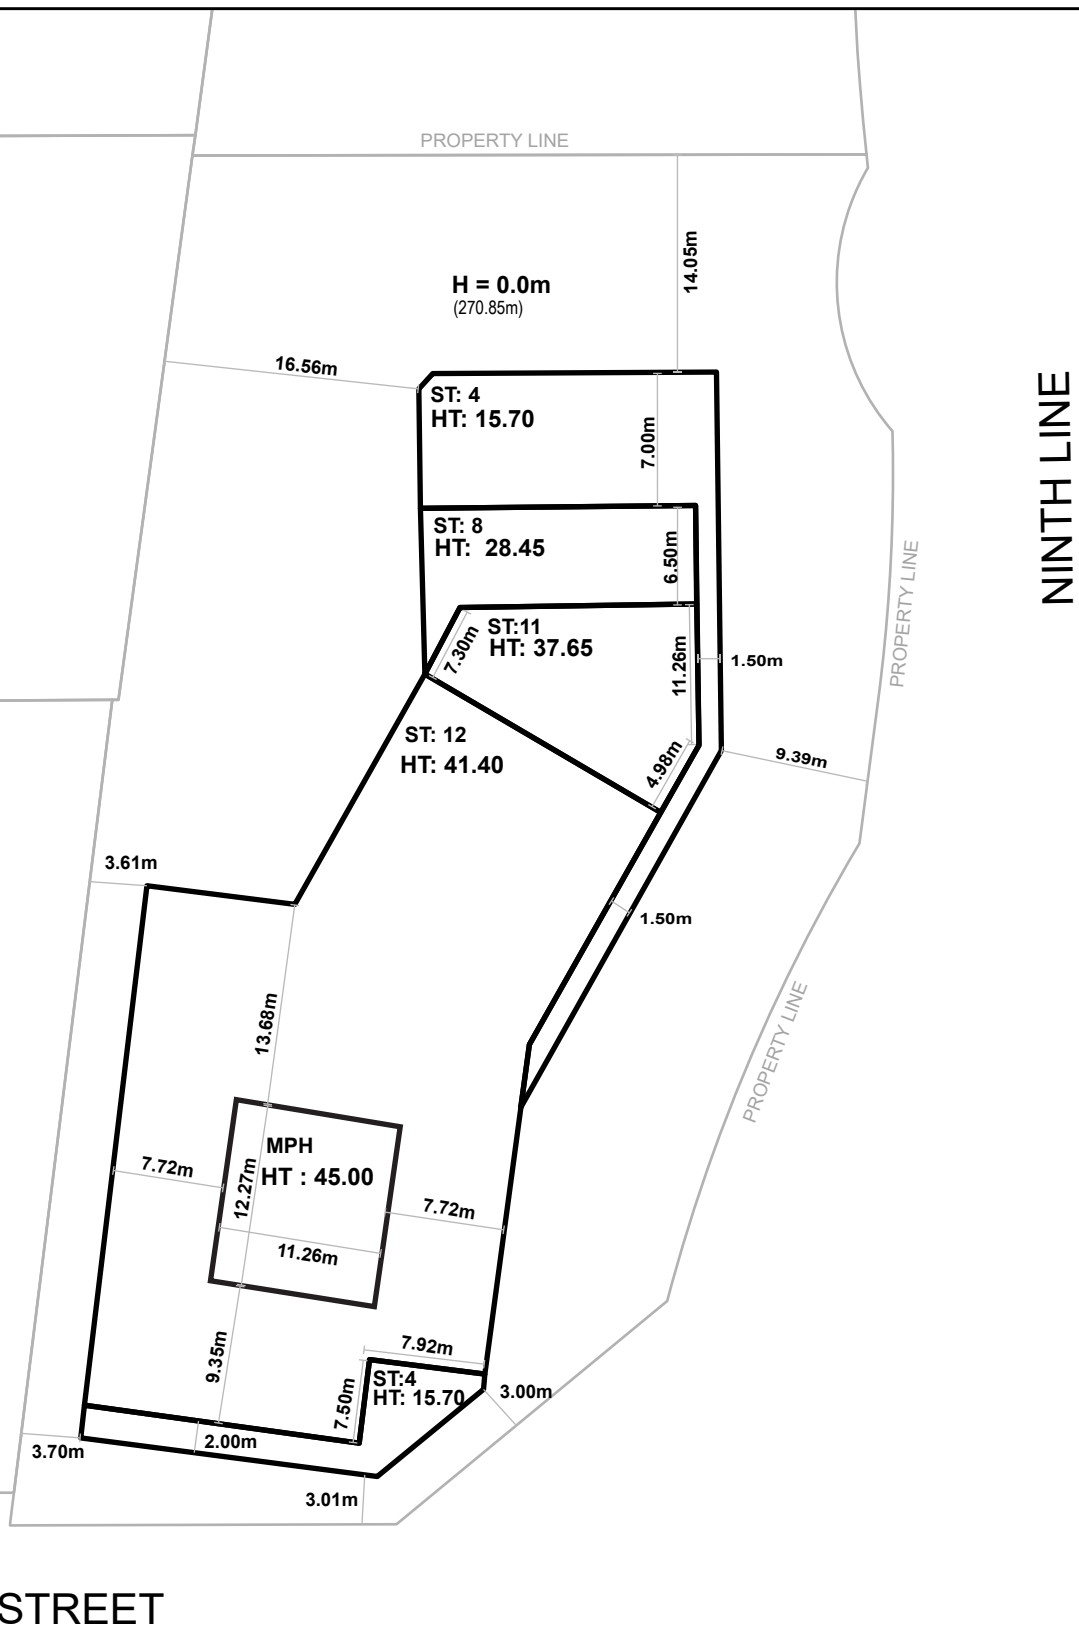 PROPERTY LINE
14.05m
H = 0.0m
(270.85m)
16.56m
ST: 4
HT: 15.70
7.00m
NINTH LINE
ST: 8
HT: 28.45
6.50m
PROPERTY LINE
ST:11
HT: 37.65
7.30m
11.26m
1.50m
ST: 12
HT: 41.40
4.98m
9.39m
3.61m
1.50m
13.68m
PROPERTY LINE
MPH
HT : 45.00
7.72m
12.27m
7.72m
11.26m
9.35m
7.92m
ST:4
HT: 15.70
7.50m
3.00m
2.00m
3.70m
3.01m
STREET